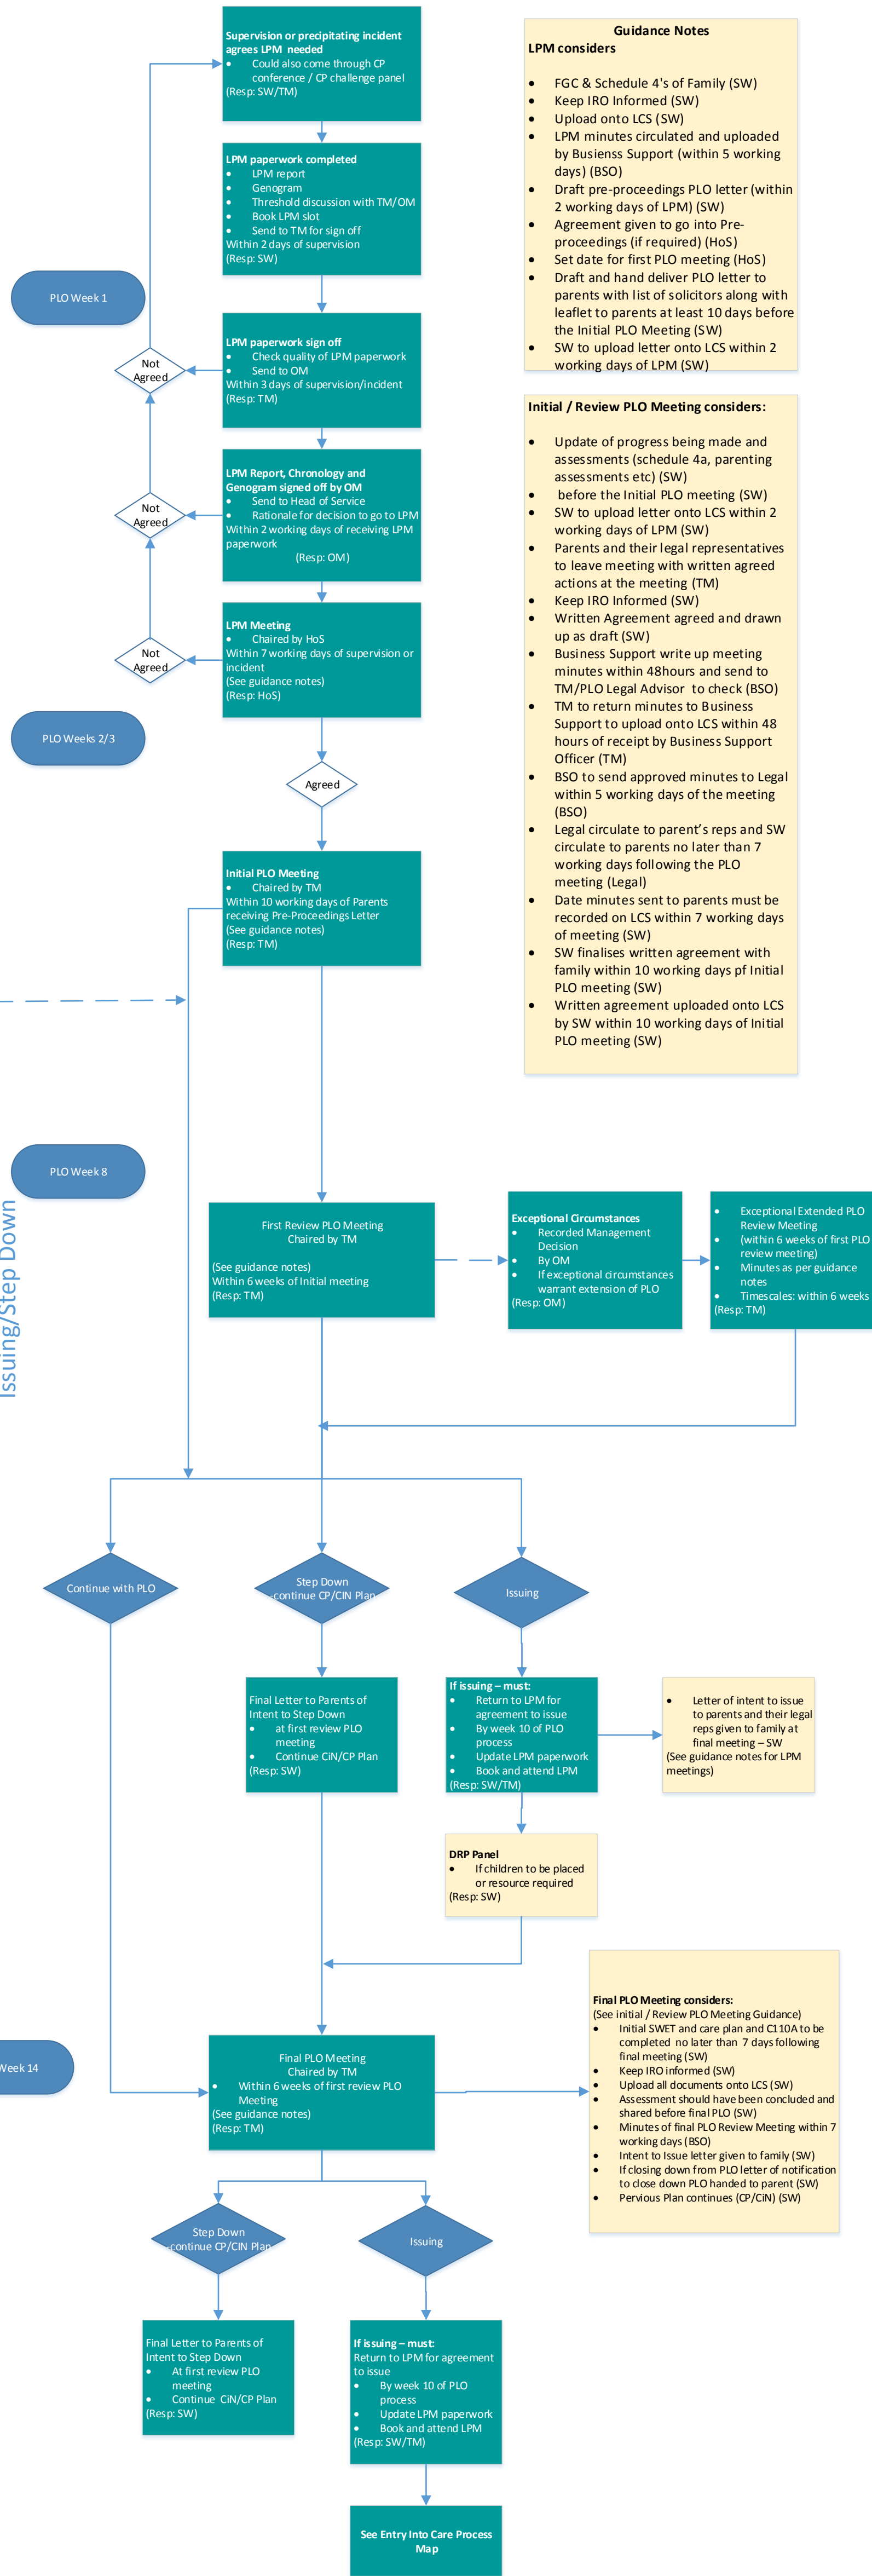 Supervision or precipitating incident
agrees LPM  needed
• Could also come through CP
conference / CP challenge panel
(Resp: SW/TM)
LPM paperwork completed
• LPM report
• Genogram
• Threshold discussion with TM/OM
• Book LPM slot
• Send to TM for sign off
Within 2 days of supervision
(Resp: SW)
PLO Week 1
LPM paperwork sign off
• Check quality of LPM paperwork
• Send to OM
Within 3 days of supervision/incident
(Resp: TM)
Not
Agreed
LPM Report, Chronology and
Genogram signed off by OM
• Send to Head of Service
• Rationale for decision to go to LPM
Within 2 working days of receiving LPM
paperwork
(Resp: OM)
Not
Agreed
LPM Meeting
• Chaired by HoS
Within 7 working days of supervision or
incident
(See guidance notes)
(Resp: HoS)
Not
Agreed
PLO Weeks 2/3
Agreed
Initial PLO Meeting
• Chaired by TM
Within 10 working days of Parents
receiving Pre-Proceedings Letter
(See guidance notes)
(Resp: TM)
Guidance Notes
LPM considers
• FGC & Schedule 4's of Family (SW)
• Keep IRO Informed (SW)
• Upload onto LCS (SW)
• LPM minutes circulated and uploaded
by Busienss Support (within 5 working
days) (BSO)
• Draft pre-proceedings PLO letter (within
2 working days of LPM) (SW)
• Agreement given to go into Pre-
proceedings (if required) (HoS)
• Set date for first PLO meeting (HoS)
• Draft and hand deliver PLO letter to
parents with list of solicitors along with
leaflet to parents at least 10 days before
the Initial PLO Meeting (SW)
• SW to upload letter onto LCS within 2
working days of LPM (SW)
Initial / Review PLO Meeting considers:
• Update of progress being made and
assessments (schedule 4a, parenting
assessments etc) (SW)
• before the Initial PLO meeting (SW)
• SW to upload letter onto LCS within 2
working days of LPM (SW)
• Parents and their legal representatives
to leave meeting with written agreed
actions at the meeting (TM)
• Keep IRO Informed (SW)
• Written Agreement agreed and drawn
up as draft (SW)
• Business Support write up meeting
minutes within 48hours and send to
TM/PLO Legal Advisor  to check (BSO)
• TM to return minutes to Business
Support to upload onto LCS within 48
hours of receipt by Business Support
Officer (TM)
• BSO to send approved minutes to Legal
within 5 working days of the meeting
(BSO)
• Legal circulate to parent's reps and SW
circulate to parents no later than 7
working days following the PLO
meeting (Legal)
• Date minutes sent to parents must be
recorded on LCS within 7 working days
of meeting (SW)
• SW finalises written agreement with
family within 10 working days pf Initial
PLO meeting (SW)
• Written agreement uploaded onto LCS
by SW within 10 working days of Initial
PLO meeting (SW)
PLO Week 8
Issuing/Step Down
First Review PLO Meeting
Chaired by TM
(See guidance notes)
Within 6 weeks of Initial meeting
(Resp: TM)
Exceptional Circumstances
• Recorded Management
Decision
• By OM
• If exceptional circumstances
warrant extension of PLO
(Resp: OM)
• Exceptional Extended PLO
Review Meeting
• (within 6 weeks of first PLO
review meeting)
• Minutes as per guidance
notes
• Timescales: within 6 weeks
(Resp: TM)
Continue with PLO
Step Down
-continue CP/CIN Plan
Issuing
Final Letter to Parents of
Intent to Step Down
• at first review PLO
meeting
• Continue CiN/CP Plan
(Resp: SW)
If issuing – must:
• Return to LPM for
agreement to issue
• By week 10 of PLO
process
• Update LPM paperwork
• Book and attend LPM
(Resp: SW/TM)
• Letter of intent to issue
to parents and their legal
reps given to family at
final meeting – SW
(See guidance notes for LPM
meetings)
DRP Panel
• If children to be placed
or resource required
(Resp: SW)
Week 14
Final PLO Meeting
Chaired by TM
• Within 6 weeks of first review PLO
Meeting
(See guidance notes)
(Resp: TM)
Final PLO Meeting considers:
(See initial / Review PLO Meeting Guidance)
• Initial SWET and care plan and C110A to be
completed  no later than  7 days following
final meeting (SW)
• Keep IRO informed (SW)
• Upload all documents onto LCS (SW)
• Assessment should have been concluded and
shared before final PLO (SW)
• Minutes of final PLO Review Meeting within 7
working days (BSO)
• Intent to Issue letter given to family (SW)
• If closing down from PLO letter of notification
to close down PLO handed to parent (SW)
• Pervious Plan continues (CP/CiN) (SW)
Step Down
-continue CP/CIN Plan
Issuing
Final Letter to Parents of
Intent to Step Down
• At first review PLO
meeting
• Continue  CiN/CP Plan
(Resp: SW)
If issuing – must:
Return to LPM for agreement
to issue
• By week 10 of PLO
process
• Update LPM paperwork
• Book and attend LPM
(Resp: SW/TM)
See Entry Into Care Process
Map